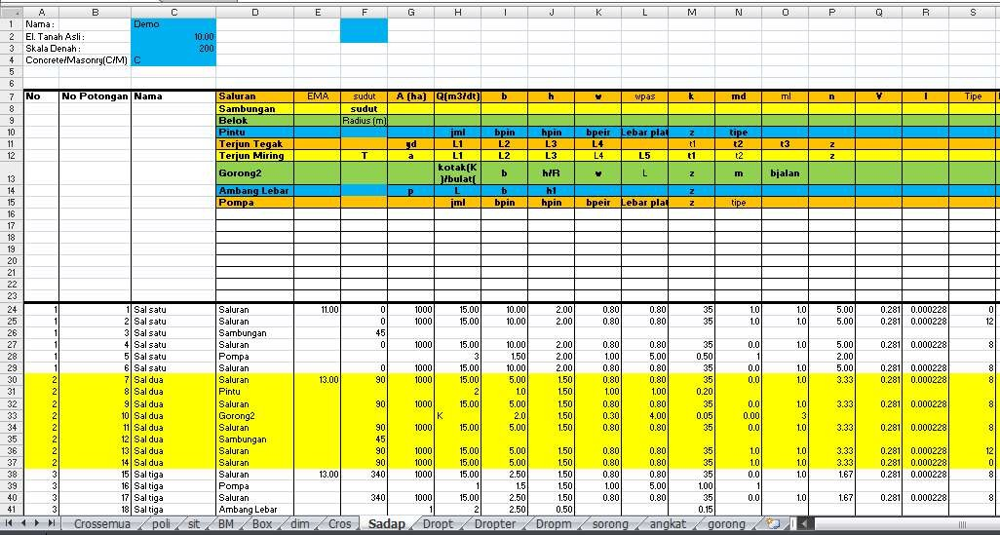 A B C D E F G H I J K L M N O P Q R S
1 Nama : Demo
2 El. Tanah Asli : 10.00
3 Skala Denah : 200
4 Concrete/Masonry(C/M) C
5
6
7 No No Potongan Nama Saluran EMA sudut A (ha) Q(m3/dt) b h w wpas k md ml n V I Tipe
8 Sambungan sudut
9 Belok Radius (m)
10 Pintu jml bpin hpin bpeir Lebar plat z tipe
11 Terjun Tegak yd L1 L2 L3 L4 t1 t2 t3 z
12 Terjun Miring T a L1 L2 L3 L4 L5 t1 t2 z
13 Gorong2 kotak(K)/bulat( b h/R w L z m bjalan
14 Ambang Lebar p L b h1 z
15 Pompa jml bpin hpin bpeir Lebar plat z tipe
16
17
18
19
20
21
22
23
24 1 1 Sal satu Saluran 11.00 0 1000 15.00 10.00 2.00 0.80 0.80 35 1.0 1.0 5.00 0.281 0.000228 0
25 1 2 Sal satu Saluran 0 1000 15.00 10.00 2.00 0.80 0.80 35 1.0 1.0 5.00 0.281 0.000228 12
26 1 3 Sal satu Sambungan 45
27 1 4 Sal satu Saluran 0 1000 15.00 10.00 2.00 0.80 0.80 35 0.0 1.0 5.00 0.281 0.000228 8
28 1 5 Sal satu Pompa 3 1.50 2.00 1.00 5.00 0.50 1 2.00
29 1 6 Sal satu Saluran 0 1000 15.00 10.00 2.00 0.80 0.80 35 0.0 1.0 5.00 0.281 0.000228 8
30 2 7 Sal dua Saluran 13.00 90 1000 15.00 5.00 1.50 0.80 0.80 35 0.0 1.0 3.33 0.281 0.000228 8
31 2 8 Sal dua Pintu 2 1.0 1.50 1.00 1.00 0.20
32 2 9 Sal dua Saluran 90 1000 15.00 5.00 1.50 0.80 0.80 35 0.0 1.0 3.33 0.281 0.000228 8
33 2 10 Sal dua Gorong2 K 2.0 1.50 0.30 4.00 0.05 0.00 3
34 2 11 Sal dua Saluran 90 1000 15.00 5.00 1.50 0.80 0.80 35 0.0 1.0 3.33 0.281 0.000228 8
35 2 12 Sal dua Sambungan 45
36 2 13 Sal dua Saluran 90 1000 15.00 5.00 1.50 0.80 0.80 35 0.0 1.0 3.33 0.281 0.000228 12
37 2 14 Sal dua Saluran 90 1000 15.00 5.00 1.50 0.80 0.80 35 0.0 1.0 3.33 0.281 0.000228 0
38 3 15 Sal tiga Saluran 13.00 340 1000 15.00 2.50 1.50 0.80 0.80 35 0.0 1.0 1.67 0.281 0.000228 8
39 3 16 Sal tiga Pompa 1 1.5 1.50 1.00 5.00 1.00 1
40 3 17 Sal tiga Saluran 340 1000 15.00 2.50 1.50 0.80 0.80 35 0.0 1.0 1.67 0.281 0.000228 8
41 3 18 Sal tiga Ambang Lebar 1 2 2.50 0.50 0.15
Crossemua poli sit BM Box dim Cros Sadap Dropt Dropter Dropm sorong angkat gorong